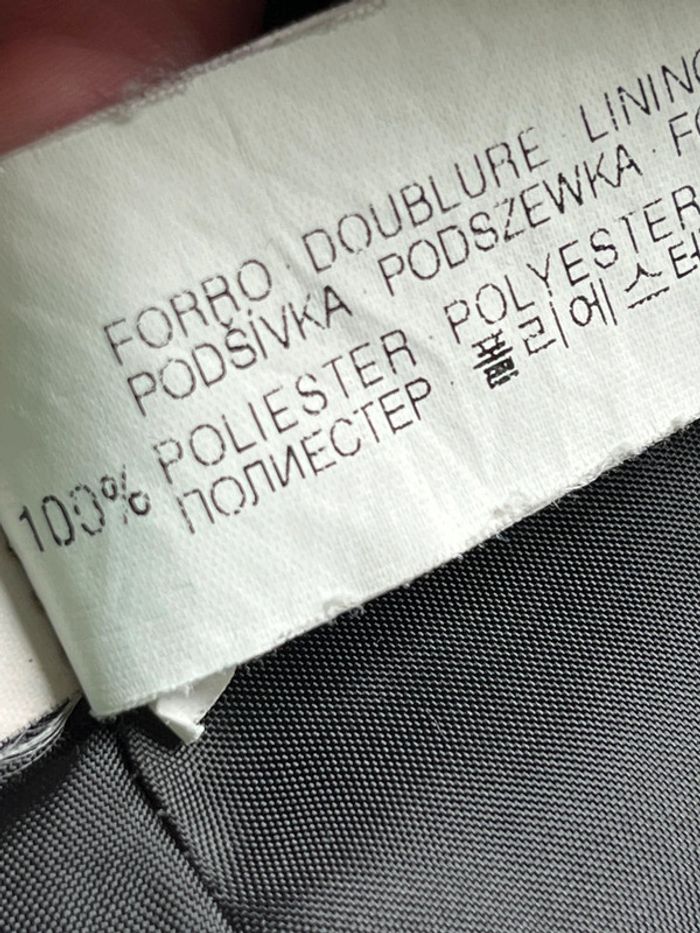 FORRO · DOUBLURE · LINING
PODŠÍVKA · PODSZEWKA · FO
100% POLIESTER · POLYESTER
ПОЛИЕСТЕР · 폴리에스터